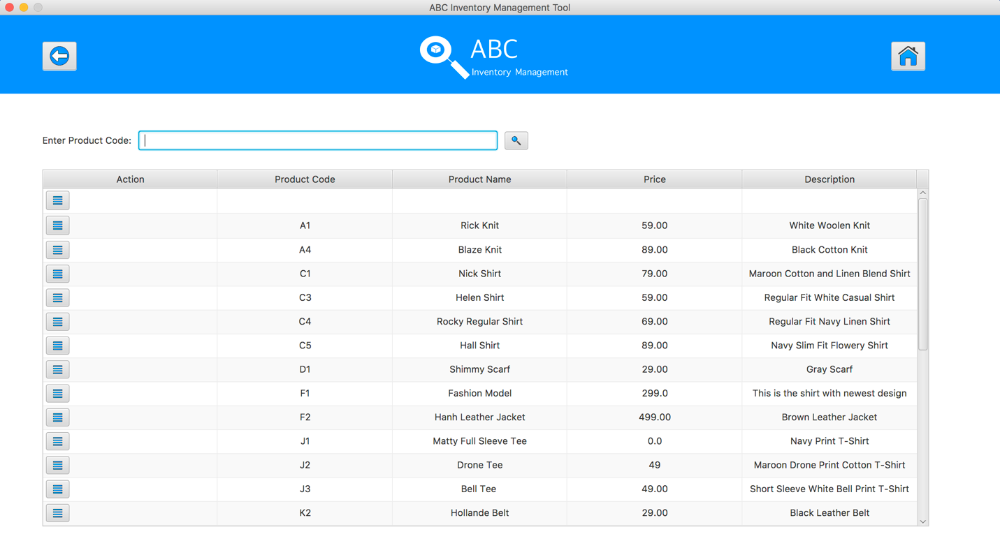 ABC Inventory Management Tool
ABC
Inventory Management
Enter Product Code:
Action Product Code Product Name Price Description
A1 Rick Knit 59.00 White Woolen Knit
A4 Blaze Knit 89.00 Black Cotton Knit
C1 Nick Shirt 79.00 Maroon Cotton and Linen Blend Shirt
C3 Helen Shirt 59.00 Regular Fit White Casual Shirt
C4 Rocky Regular Shirt 69.00 Regular Fit Navy Linen Shirt
C5 Hall Shirt 89.00 Navy Slim Fit Flowery Shirt
D1 Shimmy Scarf 29.00 Gray Scarf
F1 Fashion Model 299.0 This is the shirt with newest design
F2 Hanh Leather Jacket 499.00 Brown Leather Jacket
J1 Matty Full Sleeve Tee 0.0 Navy Print T-Shirt
J2 Drone Tee 49 Maroon Drone Print Cotton T-Shirt
J3 Bell Tee 49.00 Short Sleeve White Bell Print T-Shirt
K2 Hollande Belt 29.00 Black Leather Belt